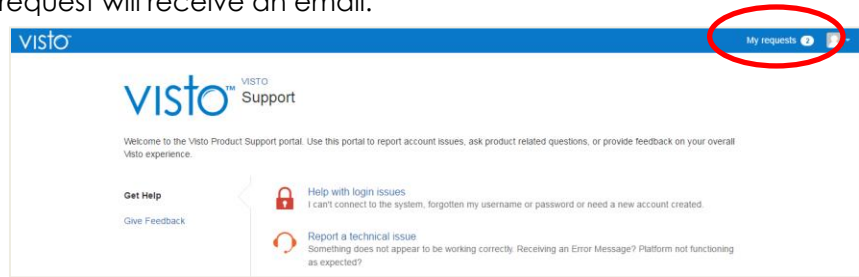 request will receive an email.
visto™
My requests 2
visto™
VISTO
Support
Welcome to the Visto Product Support portal. Use this portal to report account issues, ask product related questions, or provide feedback on your overall
Visto experience.
Get Help
Give Feedback
Help with login issues
I can't connect to the system, forgotten my username or password or need a new account created.
Report a technical issue
Something does not appear to be working correctly. Receiving an Error Message? Platform not functioning
as expected?